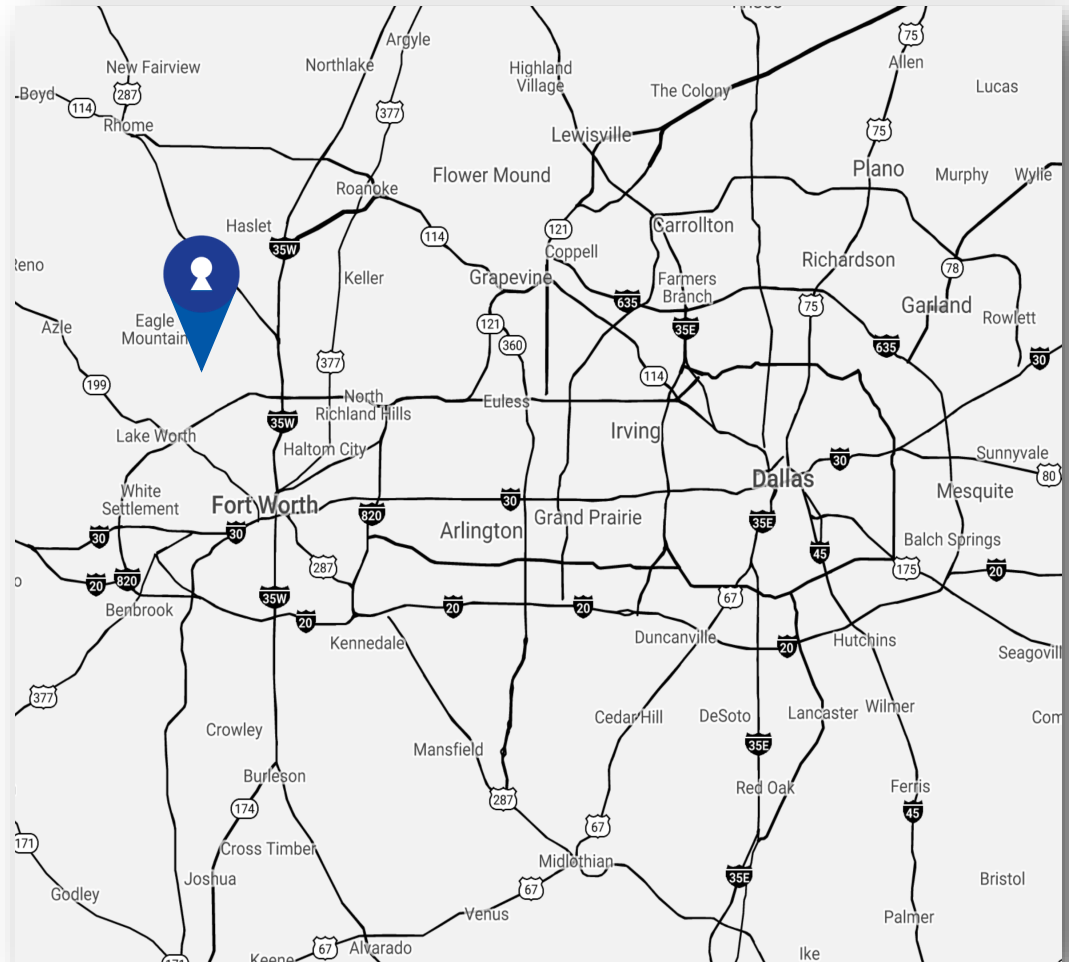 Argyle
75
New Fairview
Northlake
Highland
Village
Allen
Boyd
287
114
377
The Colony
Lucas
Rhome
Lewisville
75
Roanoke
Flower Mound
Plano
Murphy
Wylie
Haslet
114
121
Carrollton
35W
Coppell
Reno
Keller
Grapevine
Farmers
Branch
Richardson
78
635
75
Garland
Azle
Eagle
Mountain
121
360
35E
Rowlett
635
30
377
199
114
North
Richland Hills
Euless
35W
Lake Worth
Haltom City
Irving
30
Sunnyvale
80
White
Settlement
Fort Worth
30
Dallas
Mesquite
820
Arlington
Grand Prairie
35E
30
30
45
Balch Springs
287
175
20
20
820
35W
67
Benbrook
20
20
20
Kennedale
Duncanville
20
Hutchins
Seagovill
377
Crowley
Cedar Hill
DeSoto
Lancaster
Wilmer
Com
Mansfield
35E
Burleson
174
287
Red Oak
Ferris
45
171
67
Cross Timber
Midlothian
Joshua
35E
Godley
67
Bristol
Venus
Palmer
67
Alvarado
Keene
Ike
171